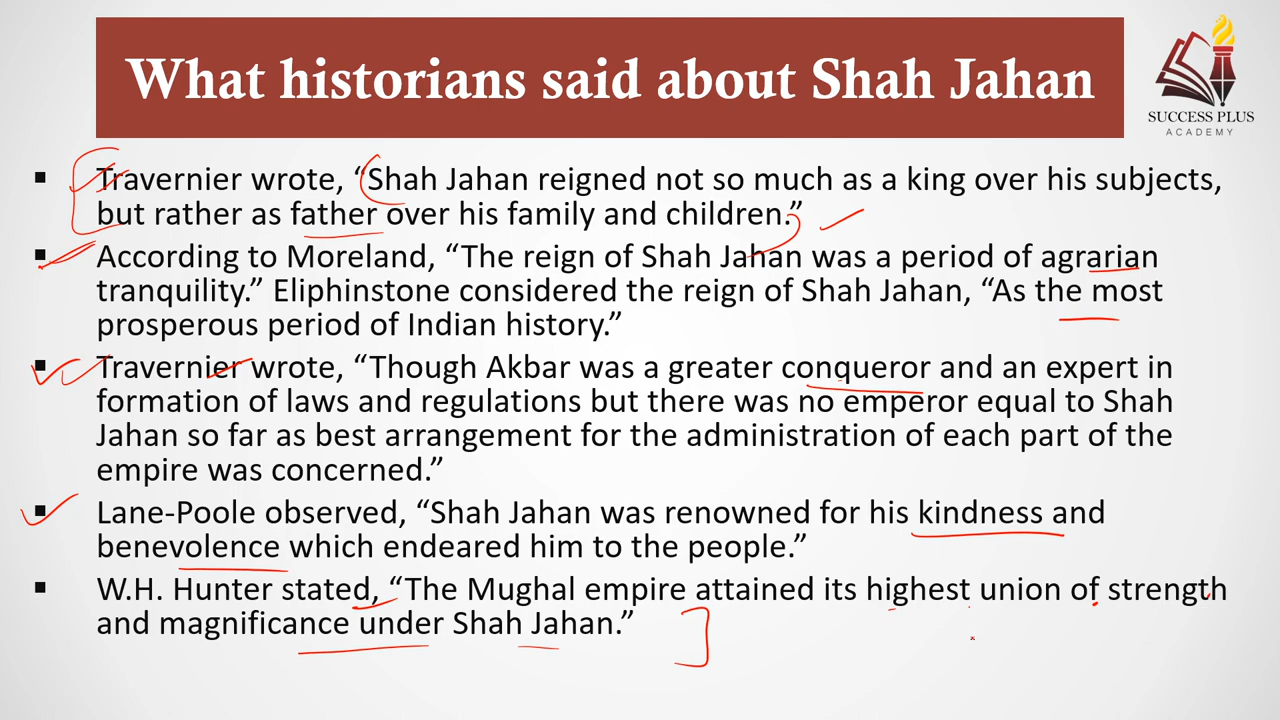 What historians said about Shah Jahan
SUCCESS PLUS
ACADEMY
▪ Travernier wrote, “Shah Jahan reigned not so much as a king over his subjects,
but rather as father over his family and children.”
▪ According to Moreland, “The reign of Shah Jahan was a period of agrarian
tranquility.” Eliphinstone considered the reign of Shah Jahan, “As the most
prosperous period of Indian history.”
▪ Travernier wrote, “Though Akbar was a greater conqueror and an expert in
formation of laws and regulations but there was no emperor equal to Shah
Jahan so far as best arrangement for the administration of each part of the
empire was concerned.”
▪ Lane-Poole observed, “Shah Jahan was renowned for his kindness and
benevolence which endeared him to the people.”
▪ W.H. Hunter stated, “The Mughal empire attained its highest union of strength
and magnificance under Shah Jahan.”